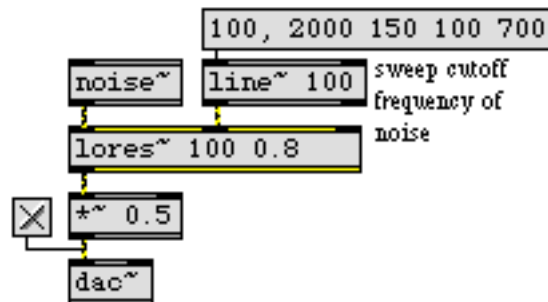 100, 2000 150 100 700
noise~
line~ 100
sweep cutoff
frequency of
noise
lores~ 100 0.8
*~ 0.5
dac~